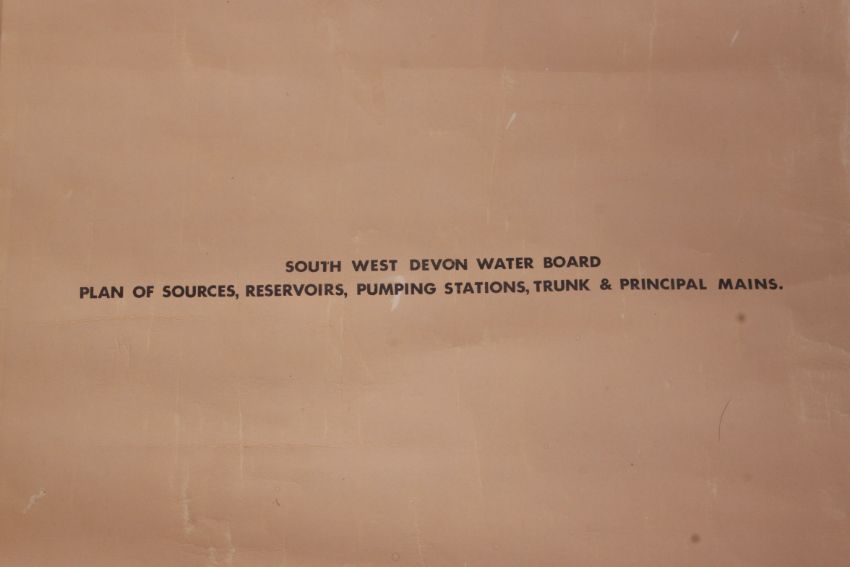 SOUTH WEST DEVON WATER BOARD
PLAN OF SOURCES, RESERVOIRS, PUMPING STATIONS, TRUNK & PRINCIPAL MAINS.